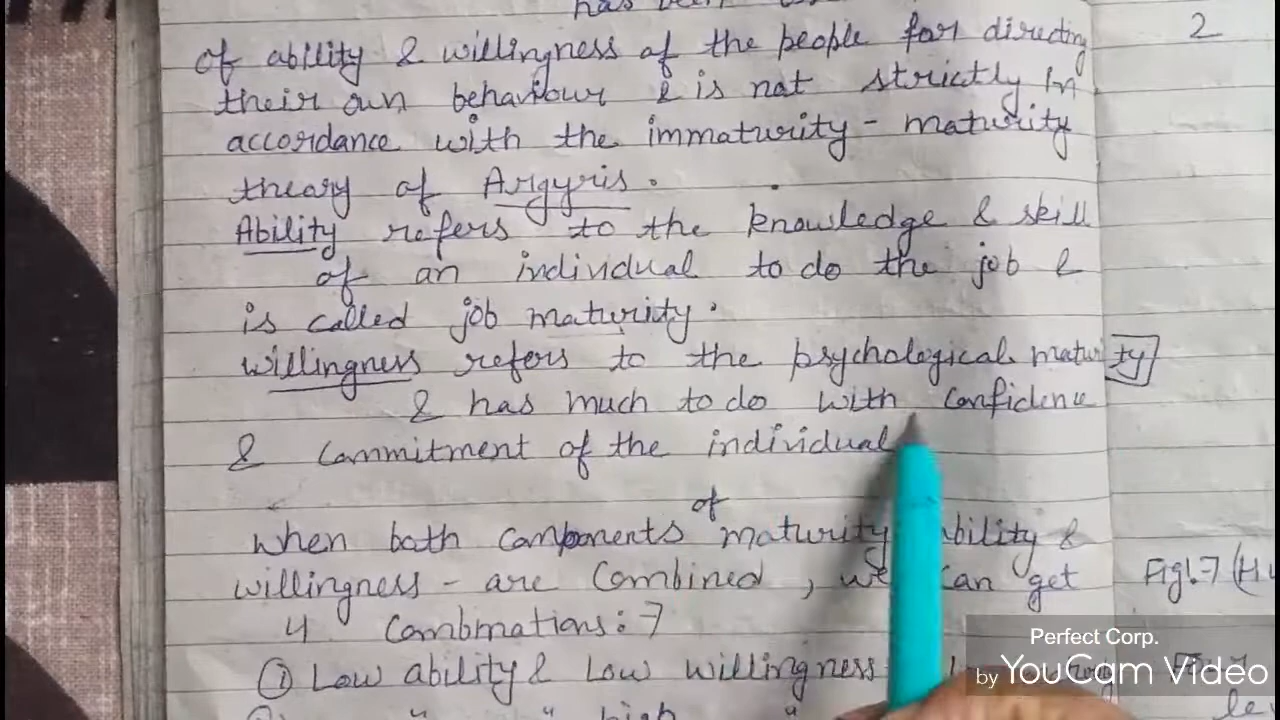 has been
2
of ability & willingness of the people for directing
their own behaviour & is not strictly in
accordance with the immaturity - maturity
theory of Argyris.
Ability refers to the knowledge & skill
of an individual to do the job &
is called job maturity.
willingness refers to the psychological maturity
& has much to do with confidence
& commitment of the individual
of
when both components maturity ability &
willingness - are combined, we can get
4 combinations:-
Fig.7
① Low ability & Low willingness
" " high "
Perfect Corp.
by YouCam Video